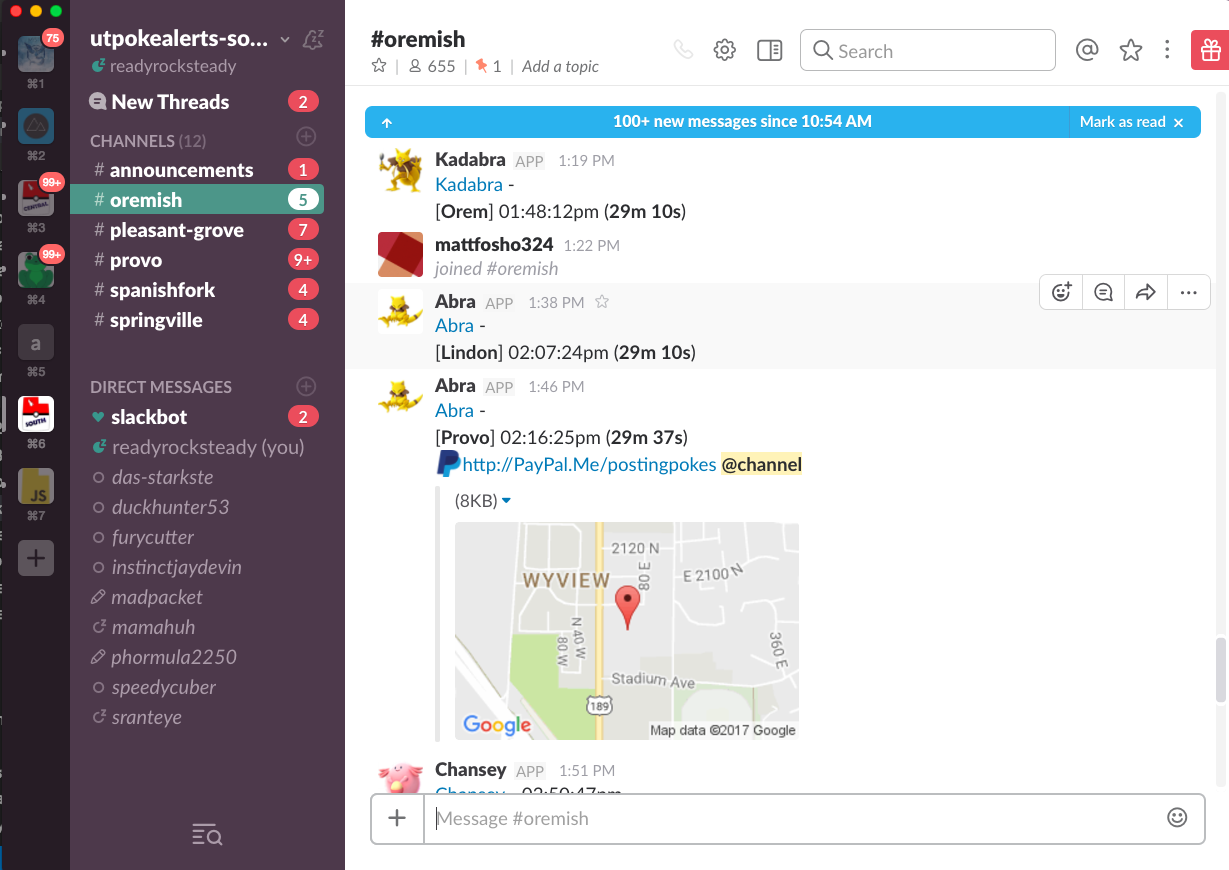 75
⌘1
⌘2
99+
CENTRAL
⌘3
99+
⌘4
a
⌘5
SOUTH
⌘6
JS
⌘7
utpokealerts-so...
readyrocksteady
New Threads 2
CHANNELS (12)
# announcements 1
# oremish 5
# pleasant-grove 7
# provo 9+
# spanishfork 4
# springville 4
DIRECT MESSAGES
slackbot 2
readyrocksteady (you)
das-starkste
duckhunter53
furycutter
instinctjaydevin
madpacket
mamahuh
phormula2250
speedycuber
sranteye
#oremish
655 | 1 | Add a topic
Search
100+ new messages since 10:54 AM Mark as read ×
Kadabra APP 1:19 PM
Kadabra -
[Orem] 01:48:12pm (29m 10s)
mattfosho324 1:22 PM
joined #oremish
Abra APP 1:38 PM
Abra -
[Lindon] 02:07:24pm (29m 10s)
Abra APP 1:46 PM
Abra -
[Provo] 02:16:25pm (29m 37s)
http://PayPal.Me/postingpokes @channel
(8KB)
2120 N
WYVIEW
80 E
E 2100 N
N 40 W
80 W
360 E
Stadium Ave
189
Google
Map data ©2017 Google
Chansey APP 1:51 PM
Chansey - 02:50:47pm
Message #oremish